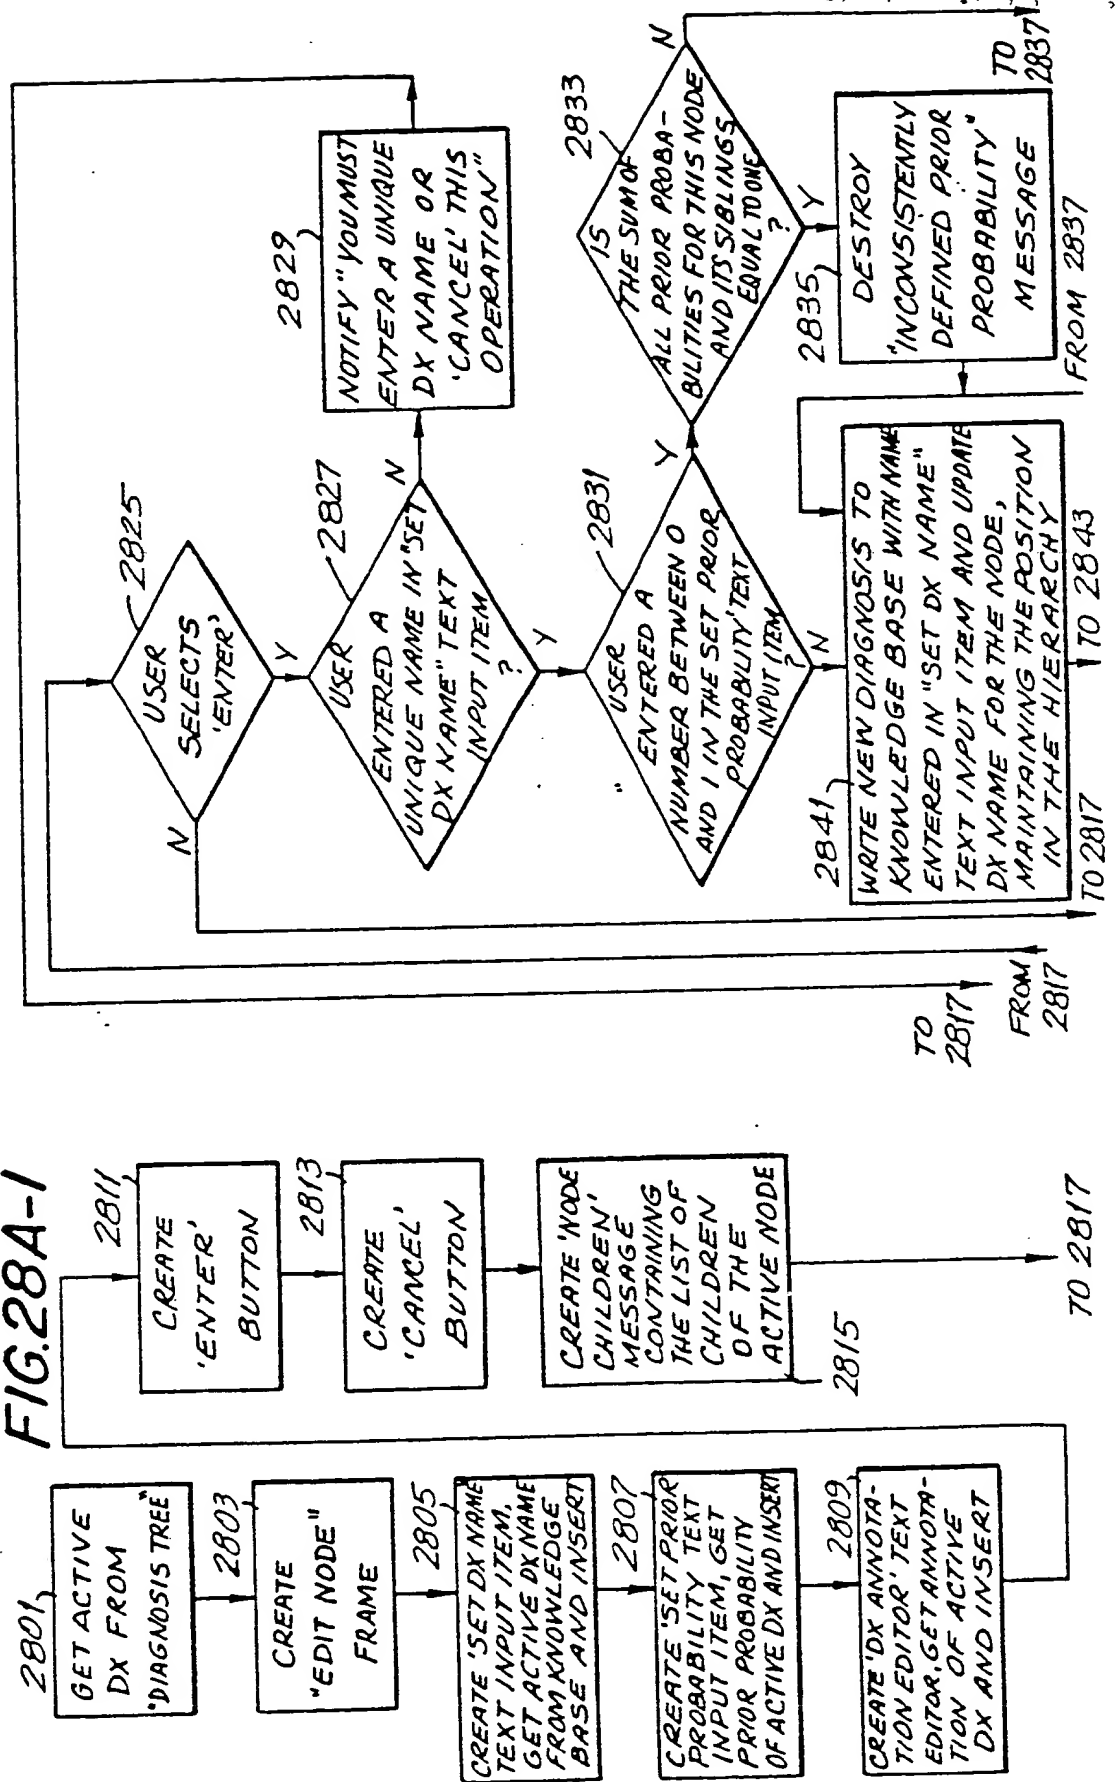 FIG.28A-1
2801
GET ACTIVE
DX FROM
"DIAGNOSIS TREE"
2803
CREATE
"EDIT NODE"
FRAME
2805
CREATE 'SET DX NAME'
TEXT INPUT ITEM,
GET ACTIVE DX NAME
FROM KNOWLEDGE
BASE AND INSERT
2807
CREATE 'SET PRIOR
PROBABILITY TEXT
INPUT ITEM, GET
PRIOR PROBABILITY
OF ACTIVE DX AND INSERT
2809
CREATE 'DX ANNOTA-
TION EDITOR' TEXT
EDITOR, GET ANNOTA-
TION OF ACTIVE
DX AND INSERT
2811
CREATE
'ENTER'
BUTTON
2813
CREATE
'CANCEL'
BUTTON
CREATE 'NODE
CHILDREN'
MESSAGE
CONTAINING
THE LIST OF
CHILDREN
OF THE
ACTIVE NODE
2815
TO 2817
2825
USER
SELECTS
'ENTER'
N
Y
2827
USER
ENTERED A
UNIQUE NAME IN "SET
DX NAME" TEXT
INPUT ITEM
?
N
Y
2829
NOTIFY "YOU MUST
ENTER A UNIQUE
DX NAME OR
'CANCEL' THIS
OPERATION"
2831
USER
ENTERED A
NUMBER BETWEEN 0
AND 1 IN THE SET PRIOR
PROBABILITY' TEXT
INPUT ITEM
?
Y
N
2833
IS
THE SUM OF
ALL PRIOR PROBA-
BILITIES FOR THIS NODE
AND ITS SIBLINGS
EQUAL TO ONE
?
N
Y
TO
2837
2835
DESTROY
"INCONSISTENTLY
DEFINED PRIOR
PROBABILITY"
MESSAGE
FROM 2837
2841
WRITE NEW DIAGNOSIS TO
KNOWLEDGE BASE WITH NAME
ENTERED IN "SET DX NAME"
TEXT INPUT ITEM AND UPDATE
DX NAME FOR THE NODE,
MAINTAINING THE POSITION
IN THE HIERARCHY
TO 2843
TO 2817
TO
2817
FROM
2817